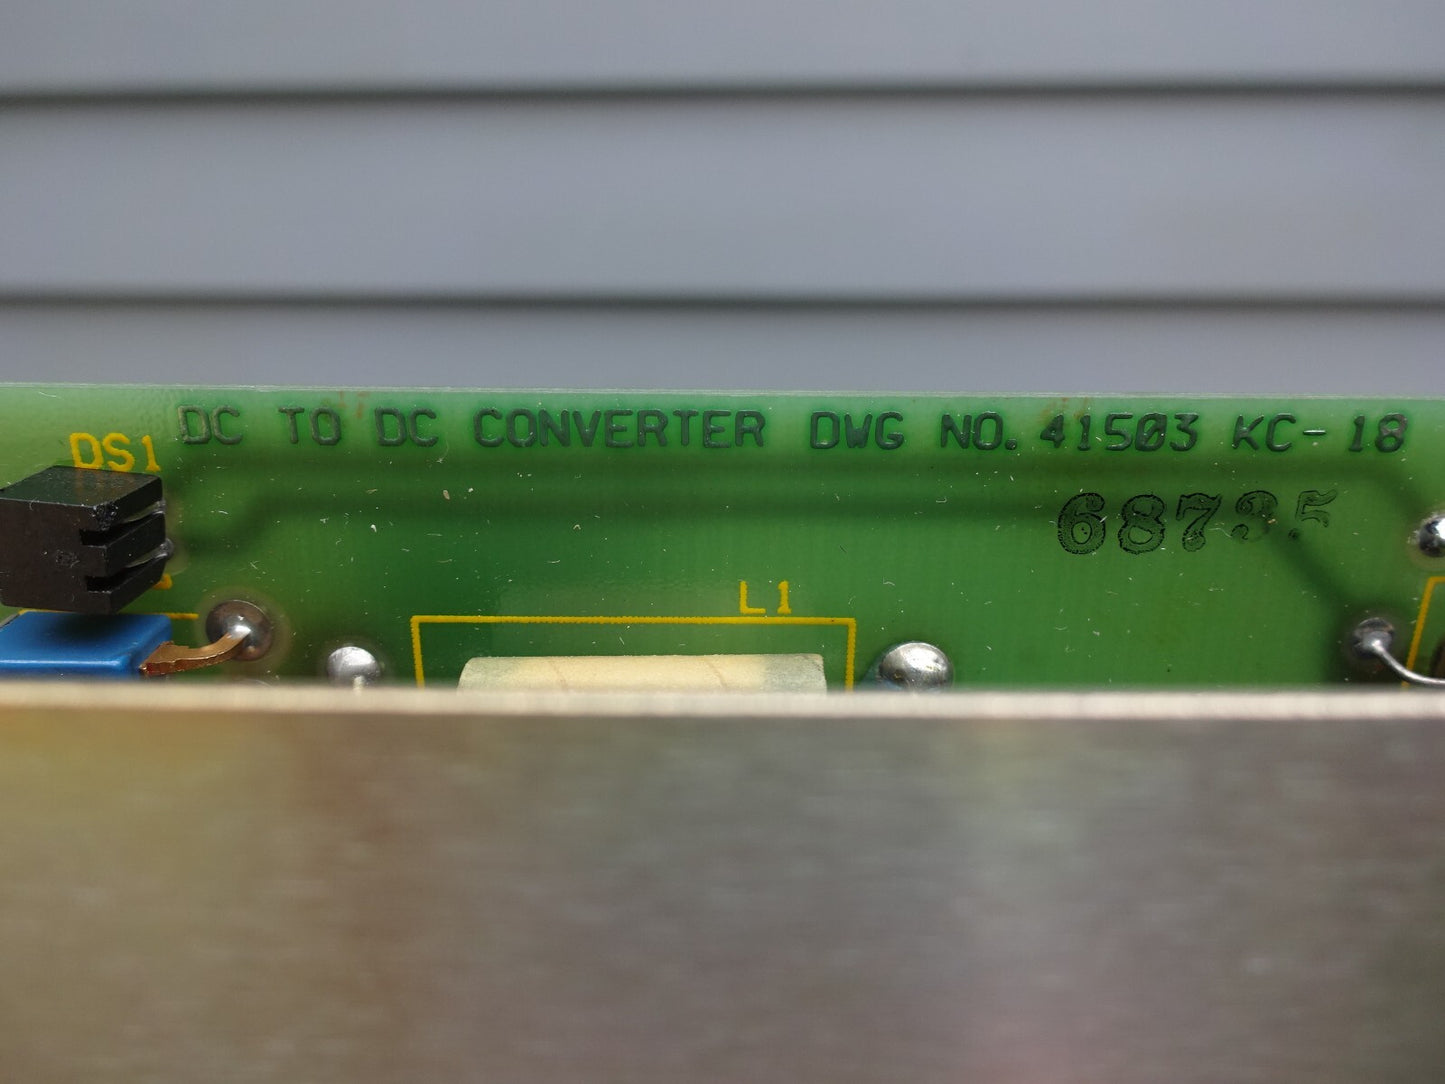 DC TO DC CONVERTER DWG NO. 41503 KC-18
DS1
68735
L1